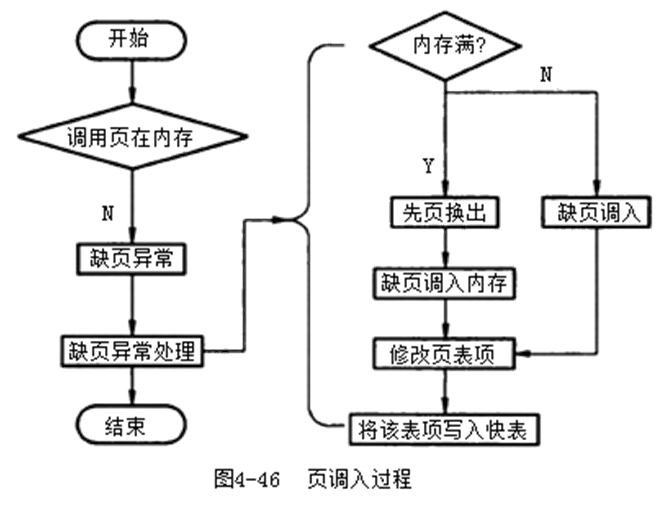 开始
调用页在内存
N
缺页异常
缺页异常处理
结束
内存满?
N
Y
先页换出
缺页调入
缺页调入内存
修改页表项
将该表项写入快表
图4-46 页调入过程